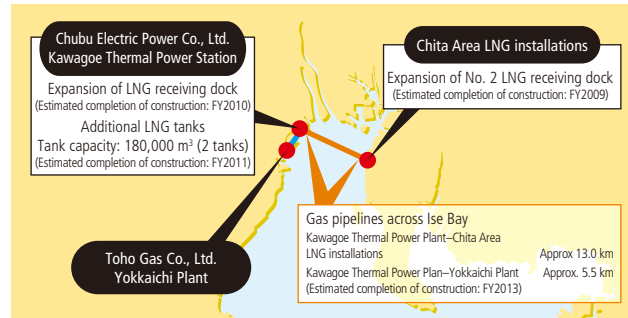 Chubu Electric Power Co., Ltd.
Kawagoe Thermal Power Station
Expansion of LNG receiving dock
(Estimated completion of construction: FY2010)
Additional LNG tanks
Tank capacity: 180,000 m³ (2 tanks)
(Estimated completion of construction: FY2011)
Chita Area LNG installations
Expansion of No. 2 LNG receiving dock
(Estimated completion of construction: FY2009)
Toho Gas Co., Ltd.
Yokkaichi Plant
Gas pipelines across Ise Bay
Kawagoe Thermal Power Plant–Chita Area
LNG installations Approx 13.0 km
Kawagoe Thermal Power Plan–Yokkaichi Plant Approx. 5.5 km
(Estimated completion of construction: FY2013)